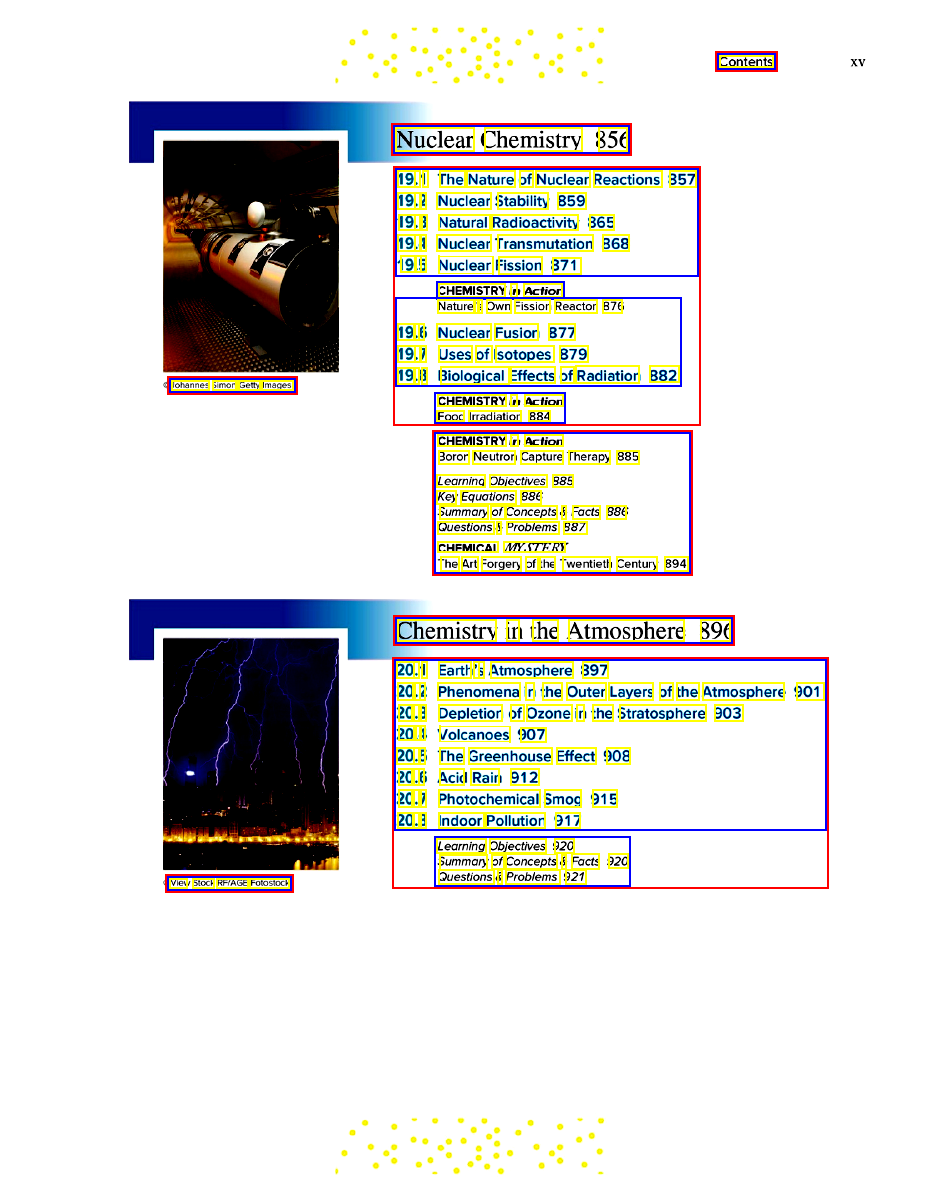 Contents xv
Nuclear Chemistry 856
19.1 The Nature of Nuclear Reactions 857
19.2 Nuclear Stability 859
19.3 Natural Radioactivity 865
19.4 Nuclear Transmutation 868
19.5 Nuclear Fission 871
CHEMISTRY in Action
Nature's Own Fission Reactor 876
19.6 Nuclear Fusion 877
19.7 Uses of Isotopes 879
19.8 Biological Effects of Radiation 882
CHEMISTRY in Action
Food Irradiation 884
CHEMISTRY in Action
Boron Neutron Capture Therapy 885
Learning Objectives 885
Key Equations 886
Summary of Concepts & Facts 886
Questions & Problems 887
CHEMICAL MYSTERY
The Art Forgery of the Twentieth Century 894
© Johannes Simon Getty Images
Chemistry in the Atmosphere 896
20.1 Earth's Atmosphere 897
20.2 Phenomena in the Outer Layers of the Atmosphere 901
20.3 Depletion of Ozone in the Stratosphere 903
20.4 Volcanoes 907
20.5 The Greenhouse Effect 908
20.6 Acid Rain 912
20.7 Photochemical Smog 915
20.8 Indoor Pollution 917
Learning Objectives 920
Summary of Concepts & Facts 920
Questions & Problems 921
© View Stock RF/AGE Fotostock